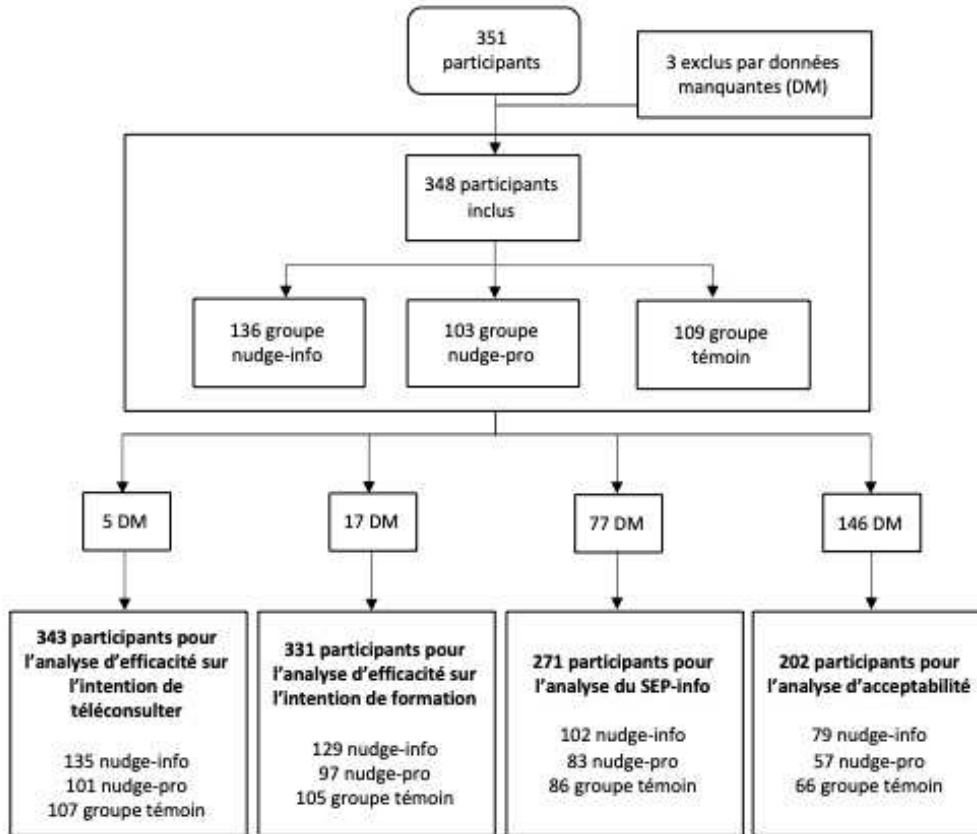 351
participants
3 exclus par données
manquantes (DM)
348 participants
inclus
136 groupe
nudge-info
103 groupe
nudge-pro
109 groupe
témoin
5 DM
17 DM
77 DM
146 DM
343 participants pour
l'analyse d'efficacité sur
l'intention de
téléconsulter
135 nudge-info
101 nudge-pro
107 groupe témoin
331 participants pour
l'analyse d'efficacité sur
l'intention de formation
129 nudge-info
97 nudge-pro
105 groupe témoin
271 participants pour
l'analyse du SEP-info
102 nudge-info
83 nudge-pro
86 groupe témoin
202 participants pour
l'analyse d'acceptabilité
79 nudge-info
57 nudge-pro
66 groupe témoin